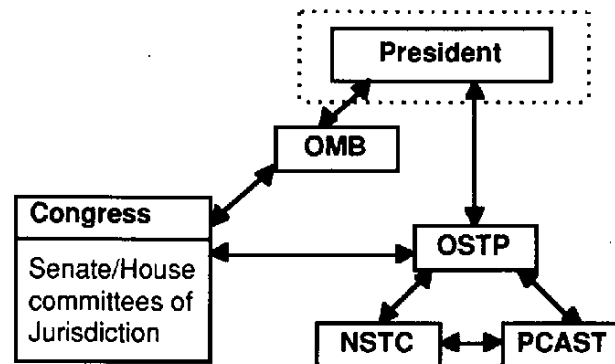 President
OMB
Congress
Senate/House
committees of
Jurisdiction
OSTP
NSTC
PCAST